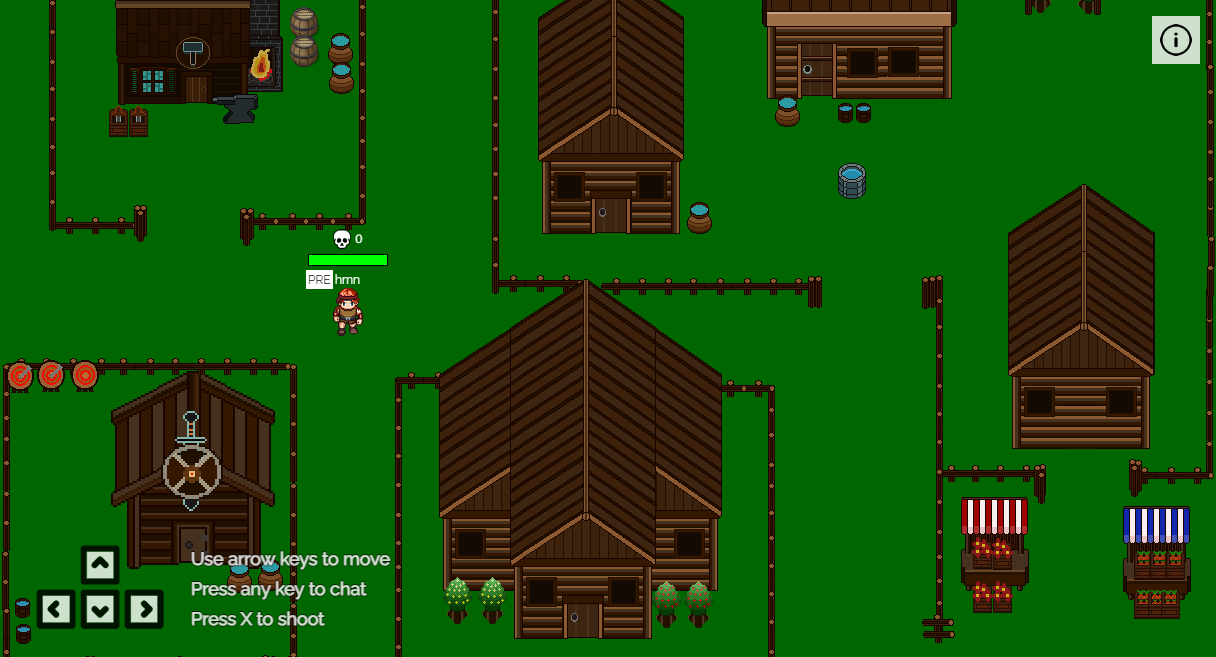 0
PRE hmn
Use arrow keys to move
Press any key to chat
Press X to shoot